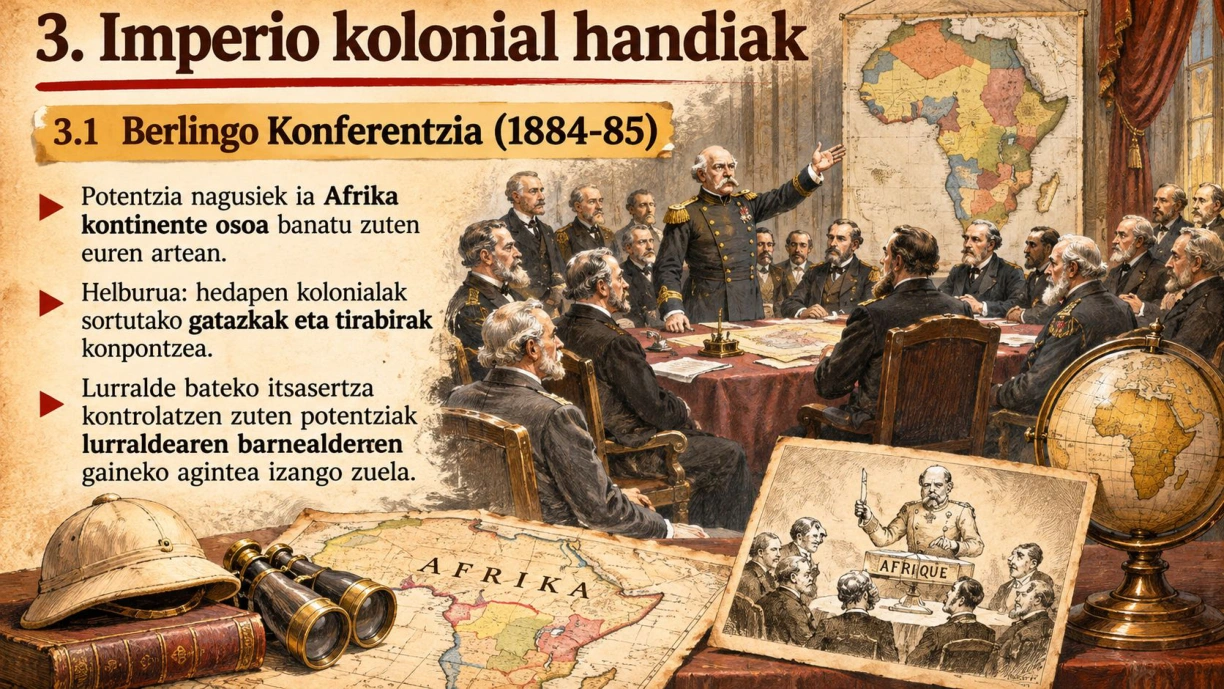 3. Imperio kolonial handiak
3.1 Berlingo Konferentzia (1884-85)
Potentzia nagusiek ia Afrika
kontinente osoa banatu zuten
euren artean.
Helburua: hedapen kolonialak
sortutako gatazkak eta tirabirak
konpontzea.
Lurralde bateko itsasertza
kontrolatzen zuten potentziak
lurraldearen barnealderren
gaineko agintea izango zuela.
AFRIKA
AFRIQUE